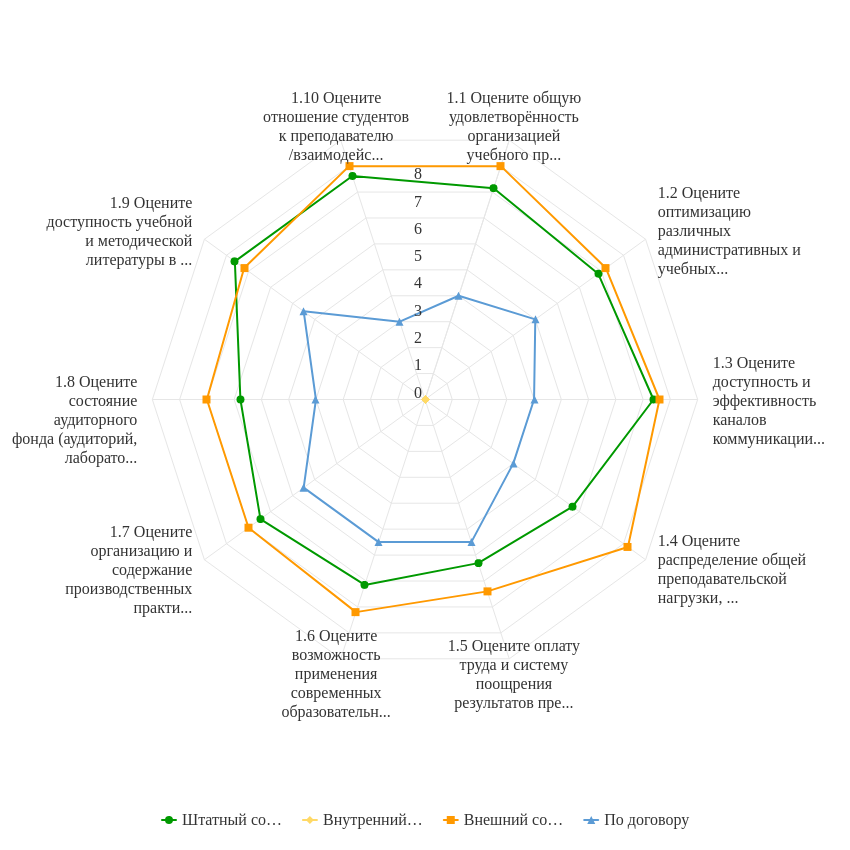 1.10 Оцените
отношение студентов
к преподавателю
/взаимодейс...
1.1 Оцените общую
удовлетворённость
организацией
учебного пр...
1.2 Оцените
оптимизацию
различных
административных и
учебных...
1.3 Оцените
доступность и
эффективность
каналов
коммуникации...
1.4 Оцените
распределение общей
преподавательской
нагрузки, ...
1.5 Оцените оплату
труда и систему
поощрения
результатов пре...
1.6 Оцените
возможность
применения
современных
образовательн...
1.7 Оцените
организацию и
содержание
производственных
практи...
1.8 Оцените
состояние
аудиторного
фонда (аудиторий,
лаборато...
1.9 Оцените
доступность учебной
и методической
литературы в ...
8
7
6
5
4
3
2
1
0
Штатный со… Внутренний… Внешний со… По договору